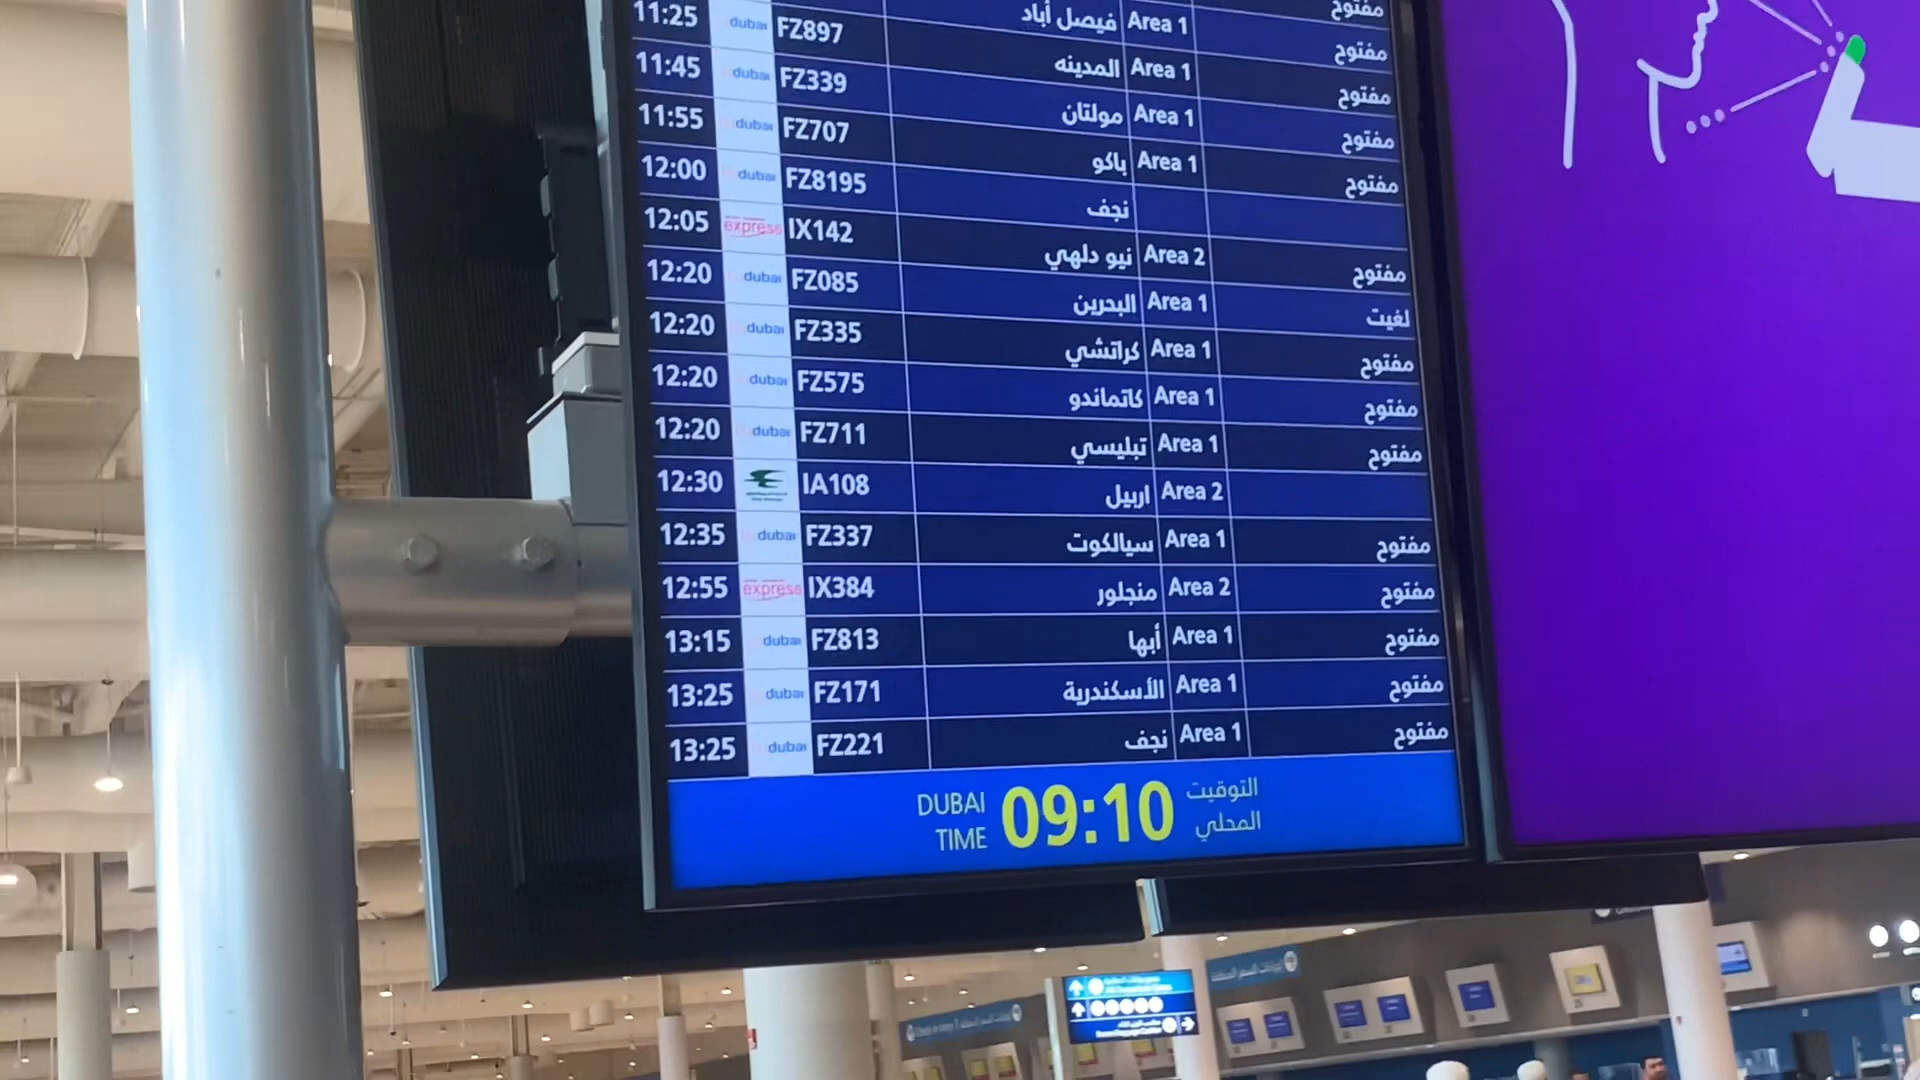 مفتوح
فيصل أباد Area 1 مفتوح
11:25 dubai FZ897 المدينه Area 1 مفتوح
11:45 dubai FZ339 مولتان Area 1 مفتوح
11:55 dubai FZ707 باكو Area 1 مفتوح
12:00 dubai FZ8195 نجف
12:05 express IX142 نيو دلهي Area 2 مفتوح
12:20 dubai FZ085 البحرين Area 1 لغيت
12:20 dubai FZ335 كراتشي Area 1 مفتوح
12:20 dubai FZ575 كاتماندو Area 1 مفتوح
12:20 dubai FZ711 تبليسي Area 1 مفتوح
12:30 IA108 اربيل Area 2
12:35 dubai FZ337 سيالكوت Area 1 مفتوح
12:55 express IX384 منجلور Area 2 مفتوح
13:15 dubai FZ813 أبها Area 1 مفتوح
13:25 dubai FZ171 الأسكندرية Area 1 مفتوح
13:25 dubai FZ221 نجف Area 1 مفتوح
DUBAI TIME 09:10 التوقيت المحلي